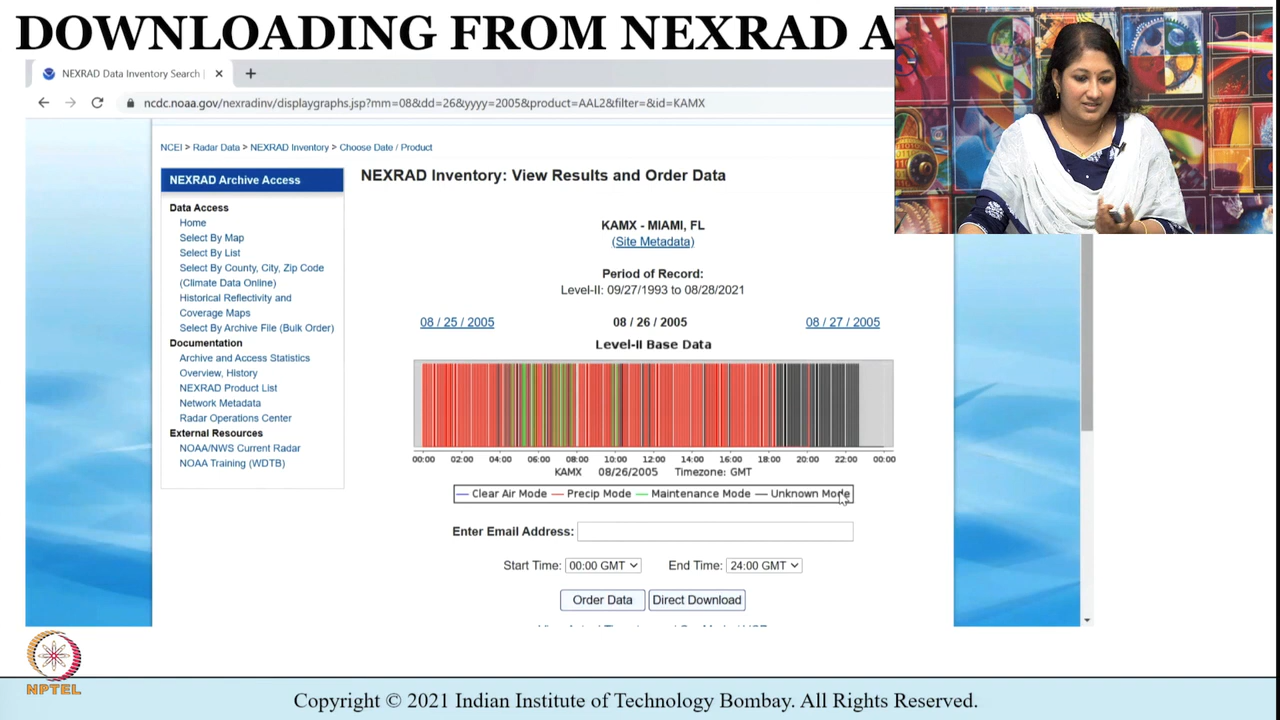 DOWNLOADING FROM NEXRAD A
NEXRAD Data Inventory Search |
ncdc.noaa.gov/nexradinv/displaygraphs.jsp?mm=08&dd=26&yyyy=2005&product=AAL2&filter=&id=KAMX
NCEI > Radar Data > NEXRAD Inventory > Choose Date / Product
NEXRAD Archive Access
Data Access
Home
Select By Map
Select By List
Select By County, City, Zip Code
(Climate Data Online)
Historical Reflectivity and
Coverage Maps
Select By Archive File (Bulk Order)
Documentation
Archive and Access Statistics
Overview, History
NEXRAD Product List
Network Metadata
Radar Operations Center
External Resources
NOAA/NWS Current Radar
NOAA Training (WDTB)
NEXRAD Inventory: View Results and Order Data
KAMX - MIAMI, FL
(Site Metadata)
Period of Record:
Level-II: 09/27/1993 to 08/28/2021
08 / 25 / 2005 08 / 26 / 2005 08 / 27 / 2005
Level-II Base Data
00:00 02:00 04:00 06:00 08:00 10:00 12:00 14:00 16:00 18:00 20:00 22:00 00:00
KAMX 08/26/2005 Timezone: GMT
Clear Air Mode Precip Mode Maintenance Mode Unknown Mode
Enter Email Address:
Start Time: 00:00 GMT End Time: 24:00 GMT
Order Data Direct Download
NPTEL
Copyright © 2021 Indian Institute of Technology Bombay. All Rights Reserved.